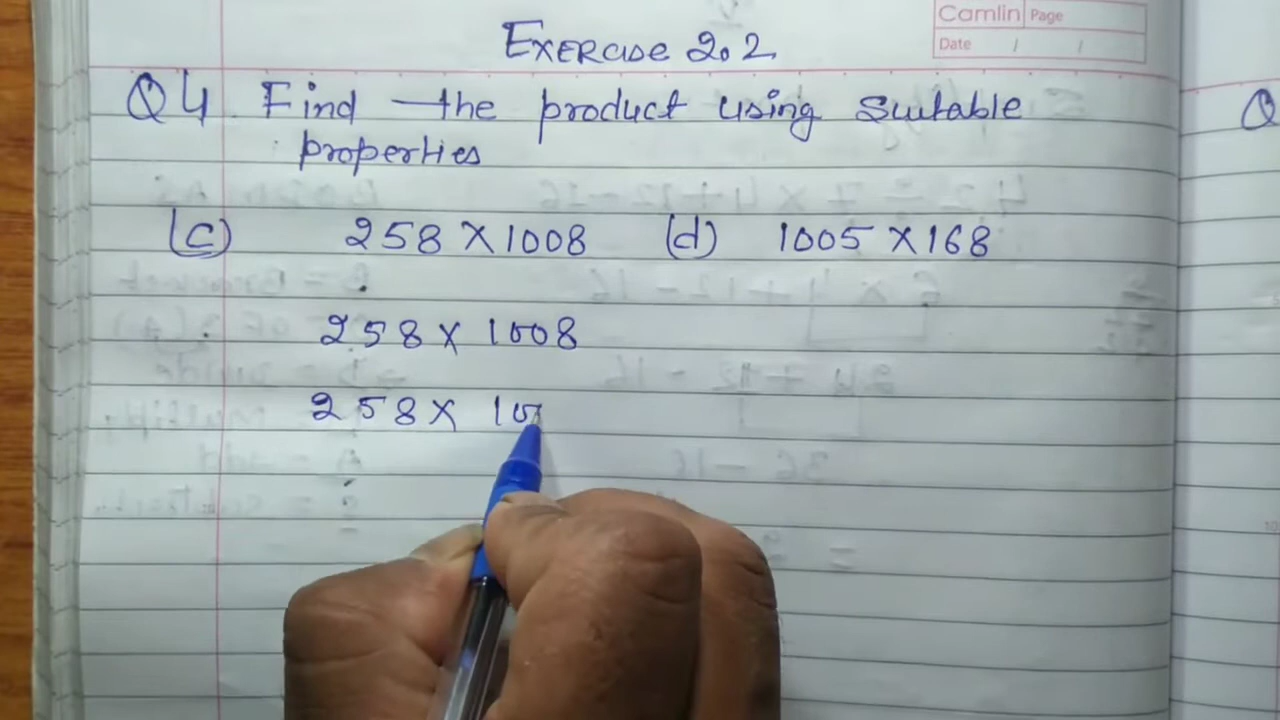 Camlin Page
Date / /
Exercise 2.2
Q4 Find the product using Suitable
properties
(c) 258 × 1008 (d) 1005 × 168
258 × 1008
258 × 10
Q